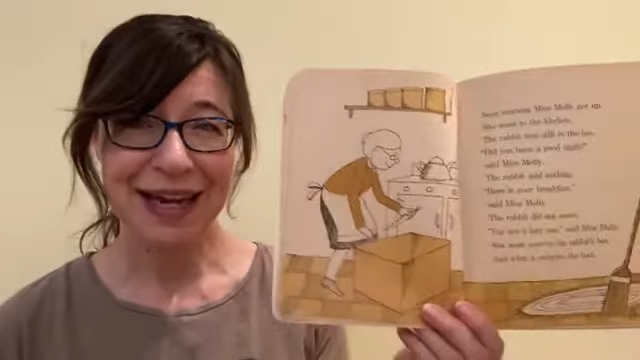 Next morning Miss Molly got up.
She went to the kitchen.
The rabbit was still in the box.
"Did you have a good night?"
said Miss Molly.
The rabbit said nothing.
"Here is your breakfast,"
said Miss Molly.
The rabbit did not move.
"You are a lazy one," said Miss Molly.
She went to the rabbit's box.
And what a surprise she had.